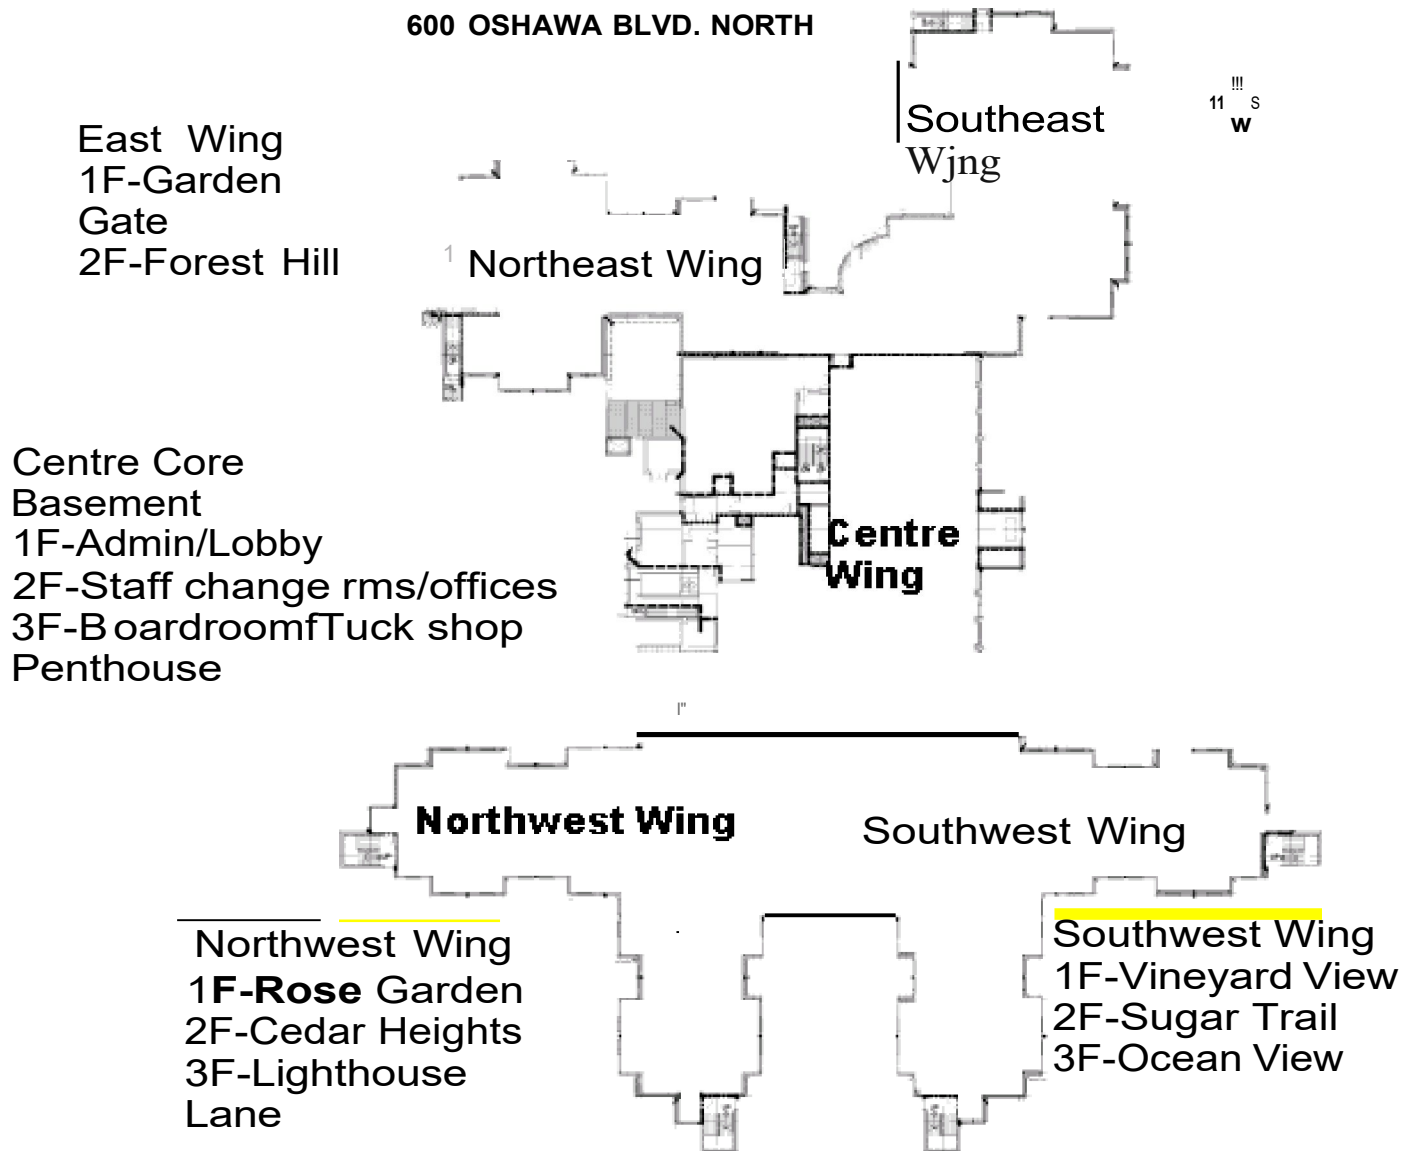 600 OSHAWA BLVD. NORTH
!!!
11 S
W
Southeast
Wjng
East Wing
1F-Garden
Gate
2F-Forest Hill
1 Northeast Wing
Centre Core
Basement
1F-Admin/Lobby
2F-Staff change rms/offices
3F-BoardroomfTuck shop
Penthouse
Centre
Wing
I"
Northwest Wing
Southwest Wing
Northwest Wing
1F-Rose Garden
2F-Cedar Heights
3F-Lighthouse
Lane
Southwest Wing
1F-Vineyard View
2F-Sugar Trail
3F-Ocean View